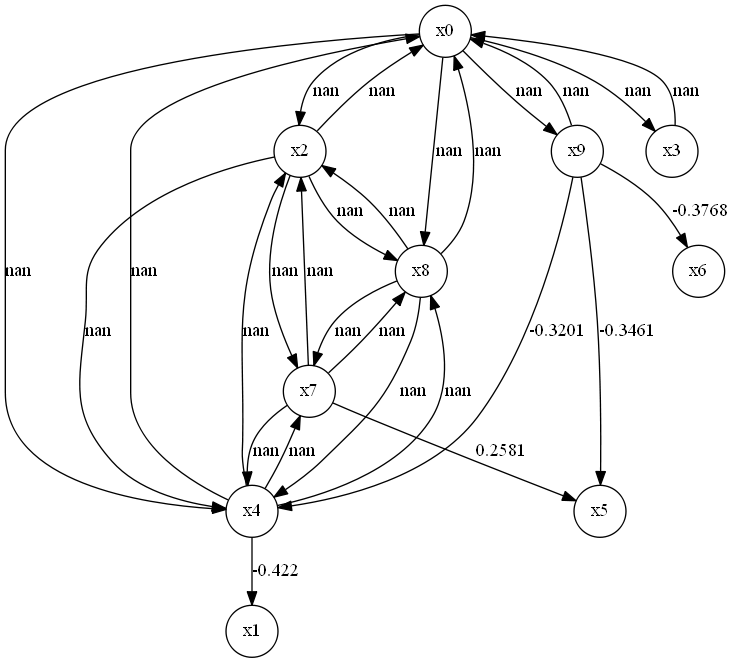 x0
nan nan nan nan nan nan
x2 x9 x3
nan nan
-0.3768
nan nan
nan nan nan nan x8 x6
nan nan nan nan nan -0.3201 -0.3461
x7 nan nan
nan nan 0.2581
x4 x5
-0.422
x1